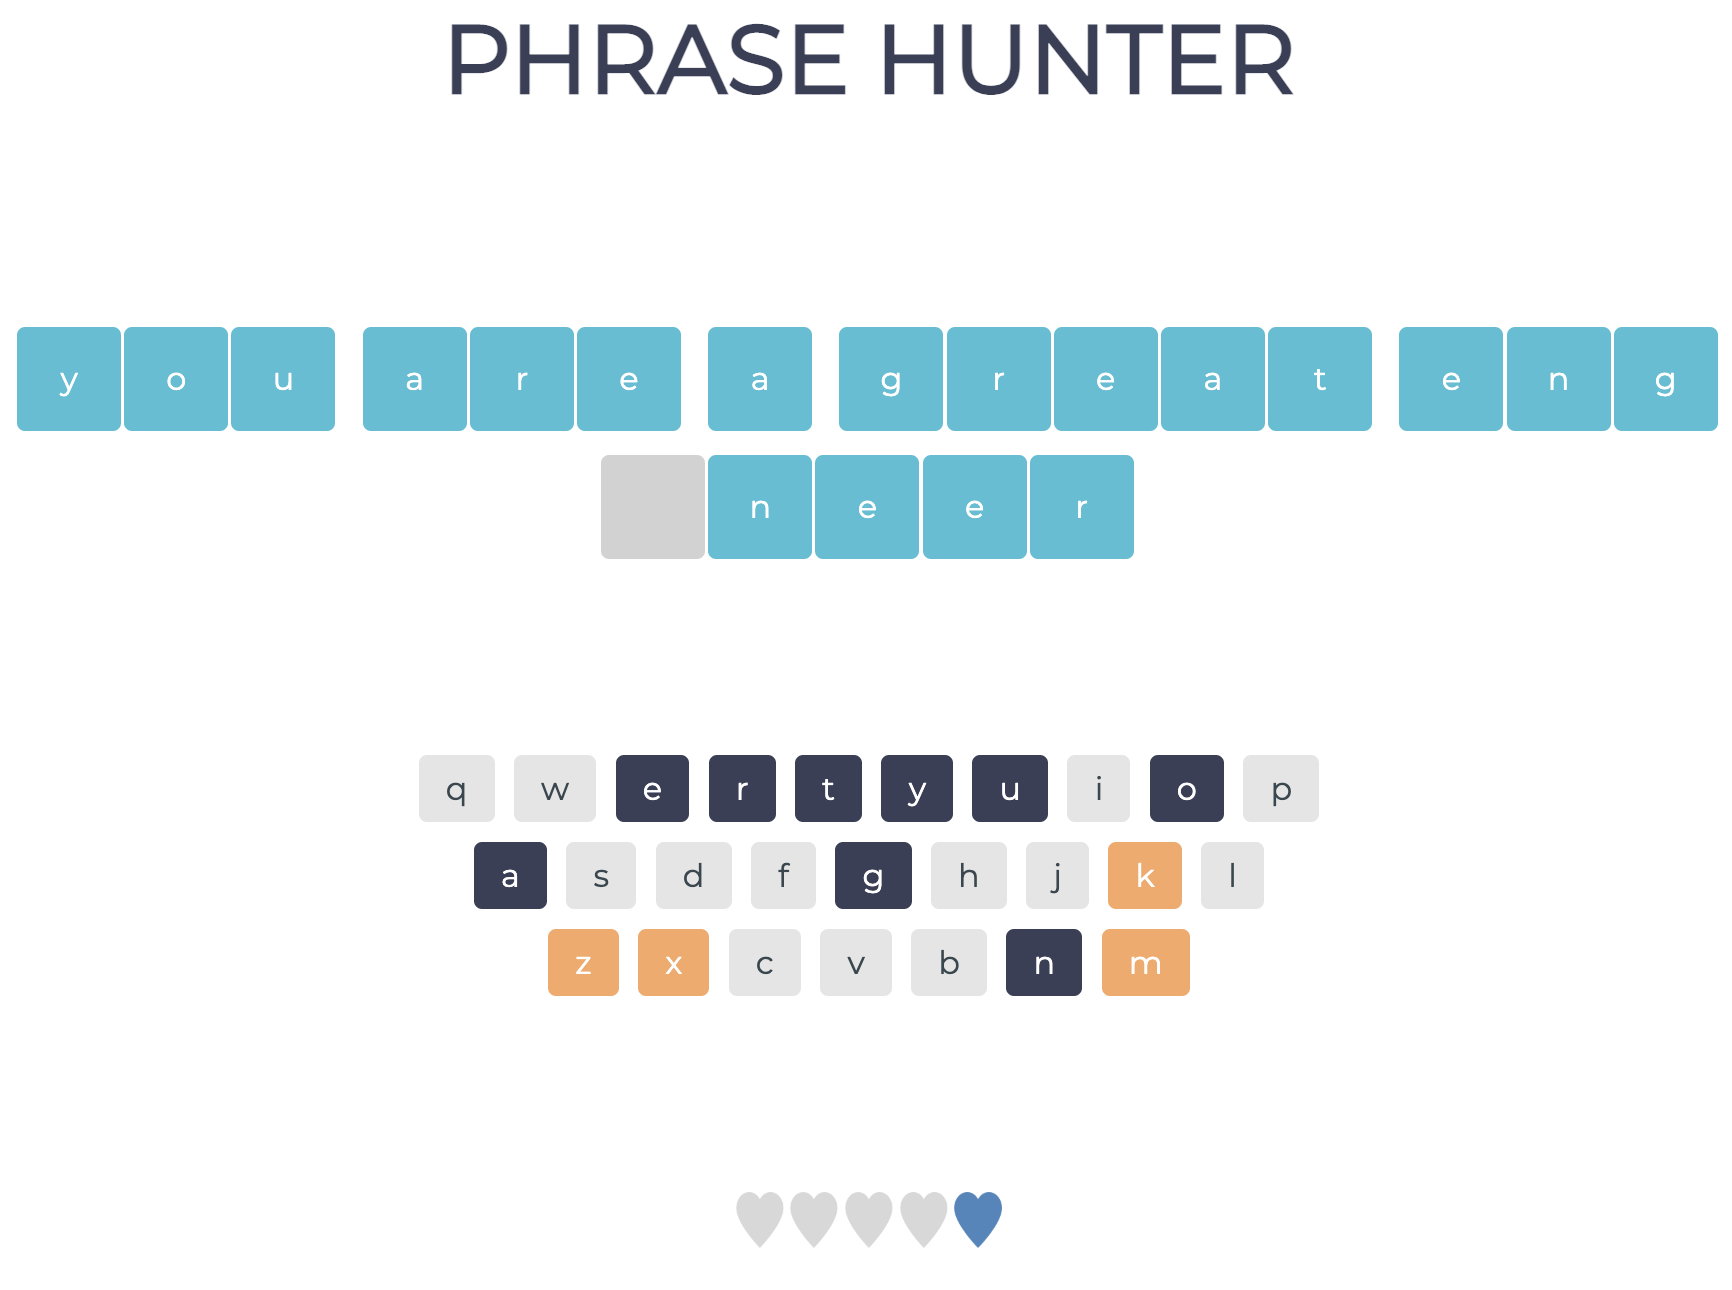 PHRASE HUNTER
y o u a r e a g r e a t e n g
n e e r
q w e r t y u i o p
a s d f g h j k l
z x c v b n m